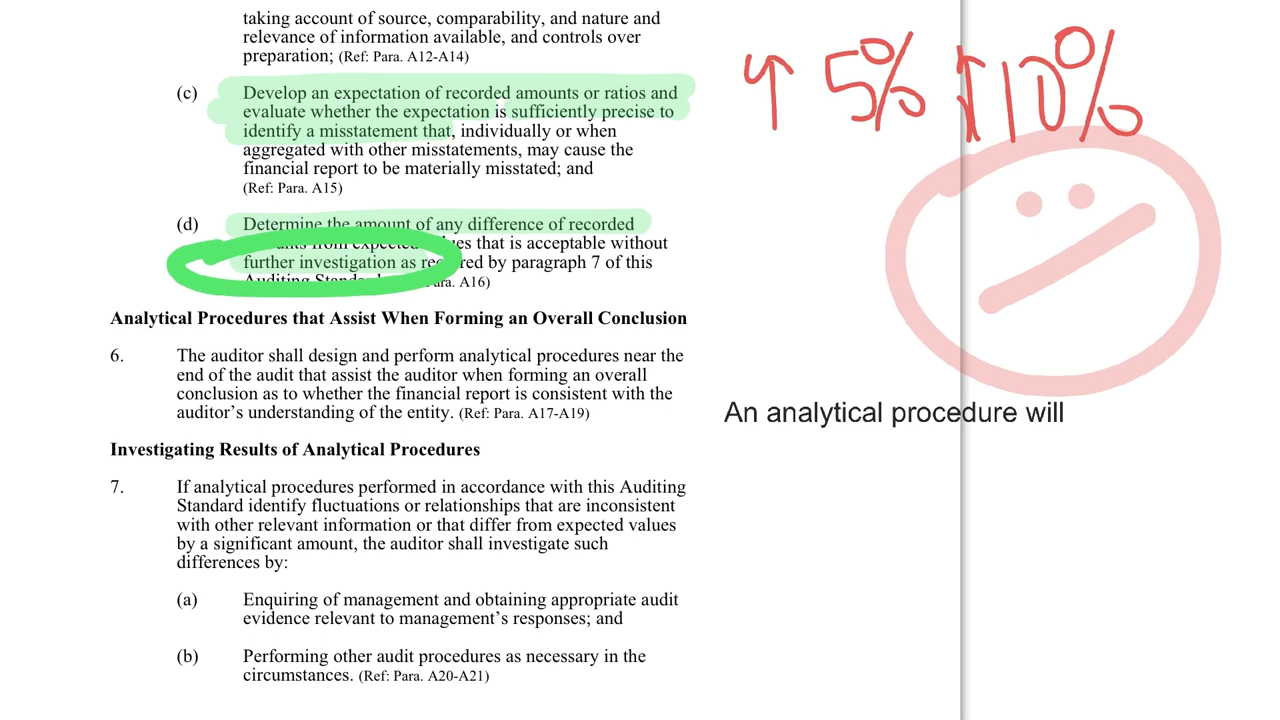 taking account of source, comparability, and nature and
relevance of information available, and controls over
preparation; (Ref: Para. A12-A14)
(c) Develop an expectation of recorded amounts or ratios and
evaluate whether the expectation is sufficiently precise to
identify a misstatement that, individually or when
aggregated with other misstatements, may cause the
financial report to be materially misstated; and
(Ref: Para. A15)
↑ 5% ↑ 10%
(d) Determine the amount of any difference of recorded
from that is acceptable without
further investigation as by paragraph 7 of this
Auditing A16)
Analytical Procedures that Assist When Forming an Overall Conclusion
6. The auditor shall design and perform analytical procedures near the
end of the audit that assist the auditor when forming an overall
conclusion as to whether the financial report is consistent with the
auditor's understanding of the entity. (Ref: Para. A17-A19)
An analytical procedure will
Investigating Results of Analytical Procedures
7. If analytical procedures performed in accordance with this Auditing
Standard identify fluctuations or relationships that are inconsistent
with other relevant information or that differ from expected values
by a significant amount, the auditor shall investigate such
differences by:
(a) Enquiring of management and obtaining appropriate audit
evidence relevant to management's responses; and
(b) Performing other audit procedures as necessary in the
circumstances. (Ref: Para. A20-A21)